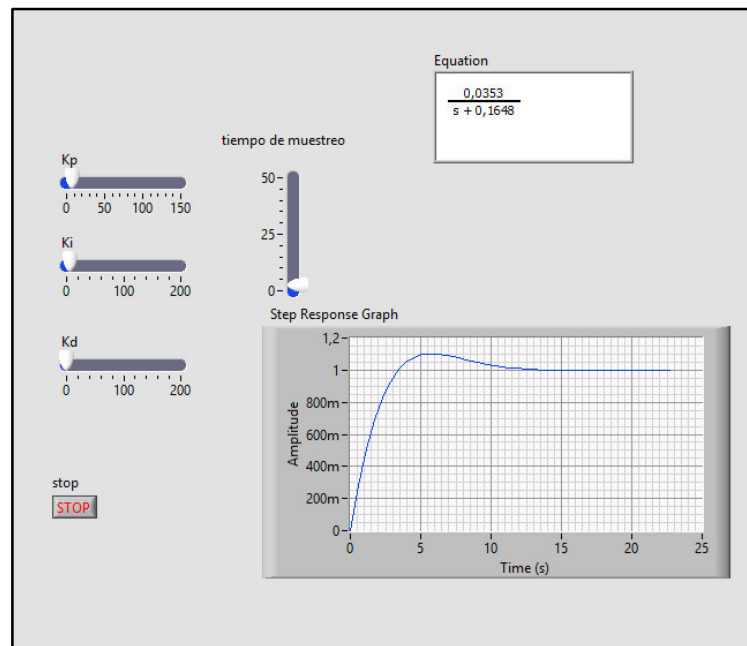 Equation
0,0353
s + 0,1648
tiempo de muestreo
Kp
0 50 100 150
Ki
0 100 200
Kd
0 100 200
50
25
0
stop
STOP
Step Response Graph
Amplitude
1,2
1
800m
600m
400m
200m
0
0 5 10 15 20 25
Time (s)